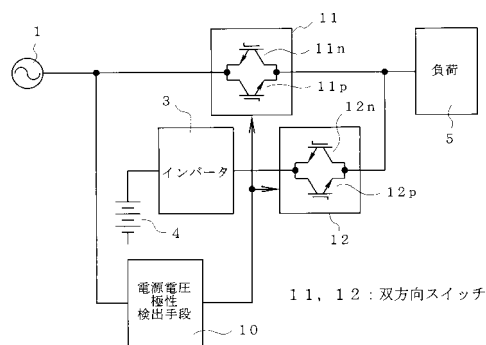 1
11
11n
11p
負荷
5
3
インバータ
12n
12p
12
4
電源電圧
極性
検出手段
10
11, 12：双方向スイッチ